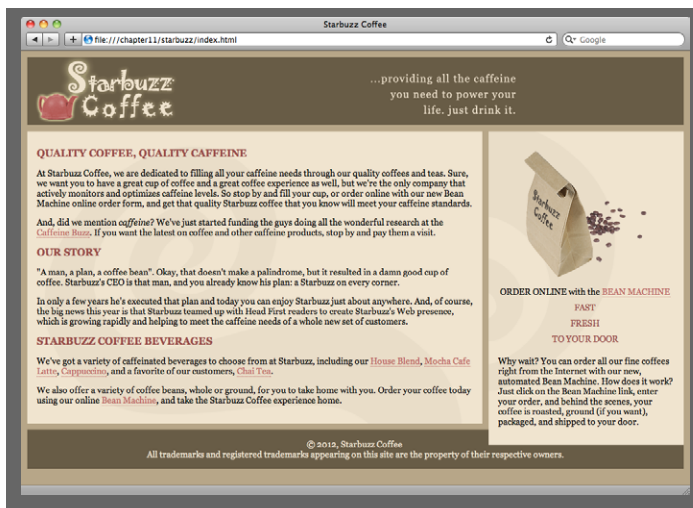 Starbuzz Coffee
file:///chapter11/starbuzz/index.html
Google
Starbuzz
Coffee
...providing all the caffeine
you need to power your
life. just drink it.
QUALITY COFFEE, QUALITY CAFFEINE
At Starbuzz Coffee, we are dedicated to filling all your caffeine needs through our quality coffees and teas. Sure,
we want you to have a great cup of coffee and a great coffee experience as well, but we're the only company that
actively monitors and optimizes caffeine levels. So stop by and fill your cup, or order online with our new Bean
Machine online order form, and get that quality Starbuzz coffee that you know will meet your caffeine standards.
And, did we mention caffeine? We've just started funding the guys doing all the wonderful research at the
Caffeine Buzz. If you want the latest on coffee and other caffeine products, stop by and pay them a visit.
OUR STORY
"A man, a plan, a coffee bean". Okay, that doesn't make a palindrome, but it resulted in a damn good cup of
coffee. Starbuzz's CEO is that man, and you already know his plan: a Starbuzz on every corner.
In only a few years he's executed that plan and today you can enjoy Starbuzz just about anywhere. And, of course,
the big news this year is that Starbuzz teamed up with Head First readers to create Starbuzz's Web presence,
which is growing rapidly and helping to meet the caffeine needs of a whole new set of customers.
STARBUZZ COFFEE BEVERAGES
We've got a variety of caffeinated beverages to choose from at Starbuzz, including our House Blend, Mocha Cafe
Latte, Cappuccino, and a favorite of our customers, Chai Tea.
We also offer a variety of coffee beans, whole or ground, for you to take home with you. Order your coffee today
using our online Bean Machine, and take the Starbuzz Coffee experience home.
Starbuzz
Coffee
ORDER ONLINE with the BEAN MACHINE
FAST
FRESH
TO YOUR DOOR
Why wait? You can order all our fine coffees
right from the Internet with our new,
automated Bean Machine. How does it work?
Just click on the Bean Machine link, enter
your order, and behind the scenes, your
coffee is roasted, ground (if you want),
packaged, and shipped to your door.
© 2012, Starbuzz Coffee
All trademarks and registered trademarks appearing on this site are the property of their respective owners.